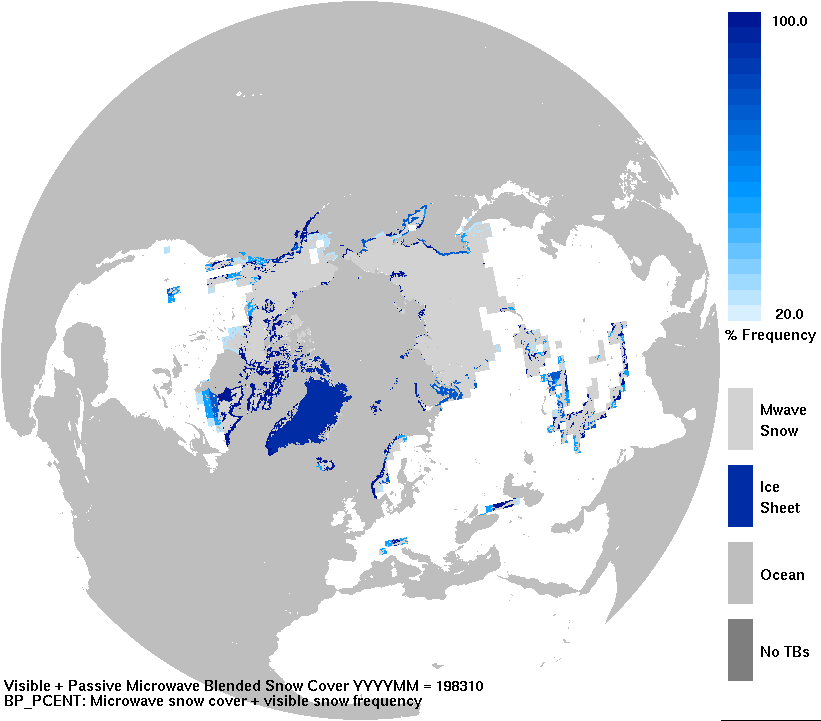 100.0
20.0
% Frequency
Mwave
Snow
Ice
Sheet
Ocean
No TBs
Visible + Passive Microwave Blended Snow Cover YYYYMM = 198310
BP_PCENT: Microwave snow cover + visible snow frequency